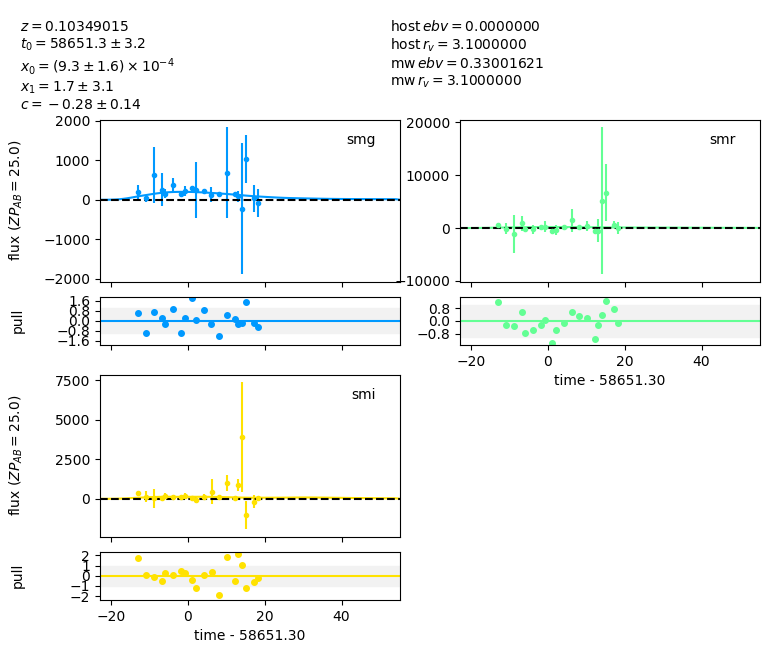 z = 0.10349015
t0 = 58651.3 ± 3.2
x0 = (9.3 ± 1.6) × 10^−4
x1 = 1.7 ± 3.1
c = −0.28 ± 0.14
host ebv = 0.0000000
host rv = 3.1000000
mw ebv = 0.33001621
mw rv = 3.1000000
smg
flux (ZP_AB = 25.0)
2000
1000
0
−1000
−2000
smr
20000
10000
0
−10000
pull
1.6
0.8
0.0
−0.8
−1.6
0.8
0.0
−0.8
−20 0 20 40
time - 58651.30
smi
flux (ZP_AB = 25.0)
7500
5000
2500
0
pull
2
1
0
−1
−2
−20 0 20 40
time - 58651.30